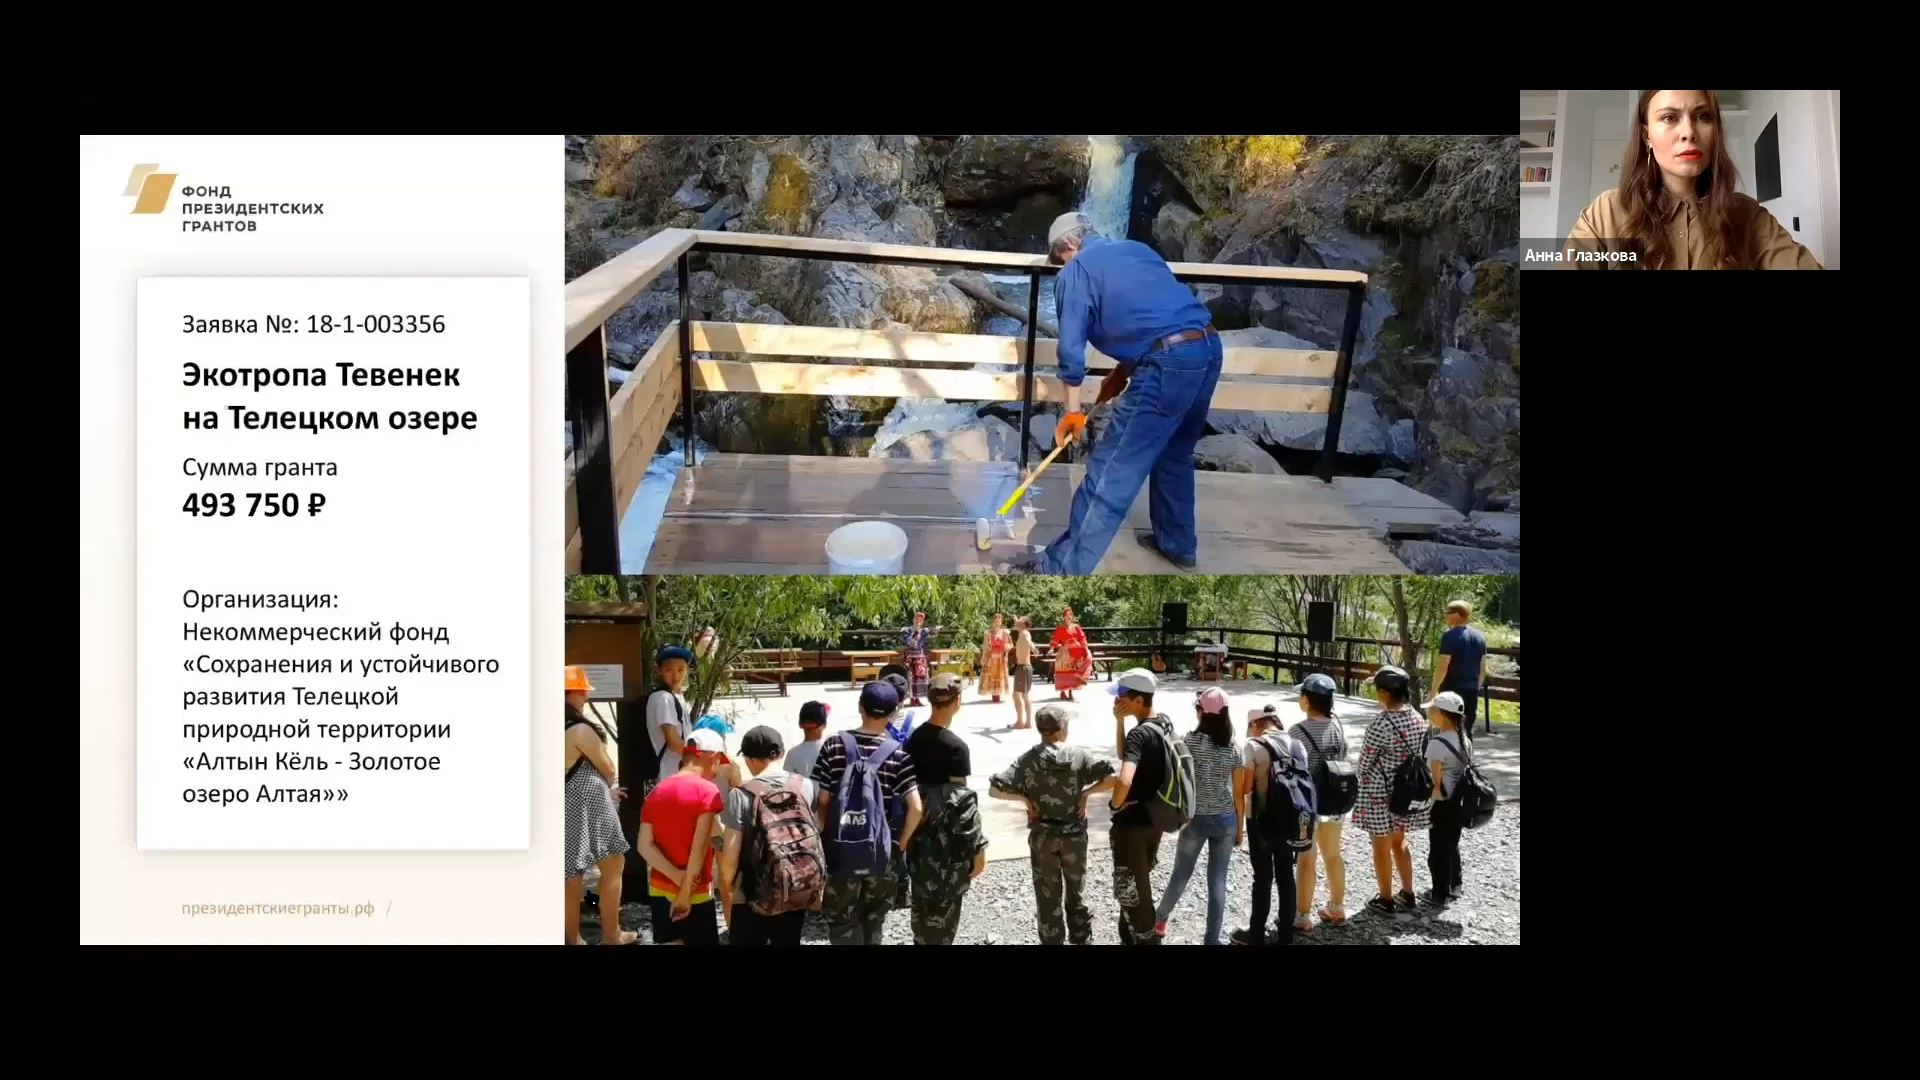 ФОНД
ПРЕЗИДЕНТСКИХ
ГРАНТОВ
Заявка №: 18-1-003356
Экотропа Тевенек
на Телецком озере
Сумма гранта
493 750 ₽
Организация:
Некоммерческий фонд
«Сохранения и устойчивого
развития Телецкой
природной территории
«Алтын Кёль - Золотое
озеро Алтая»»
президентскиегранты.рф /
Анна Глазкова